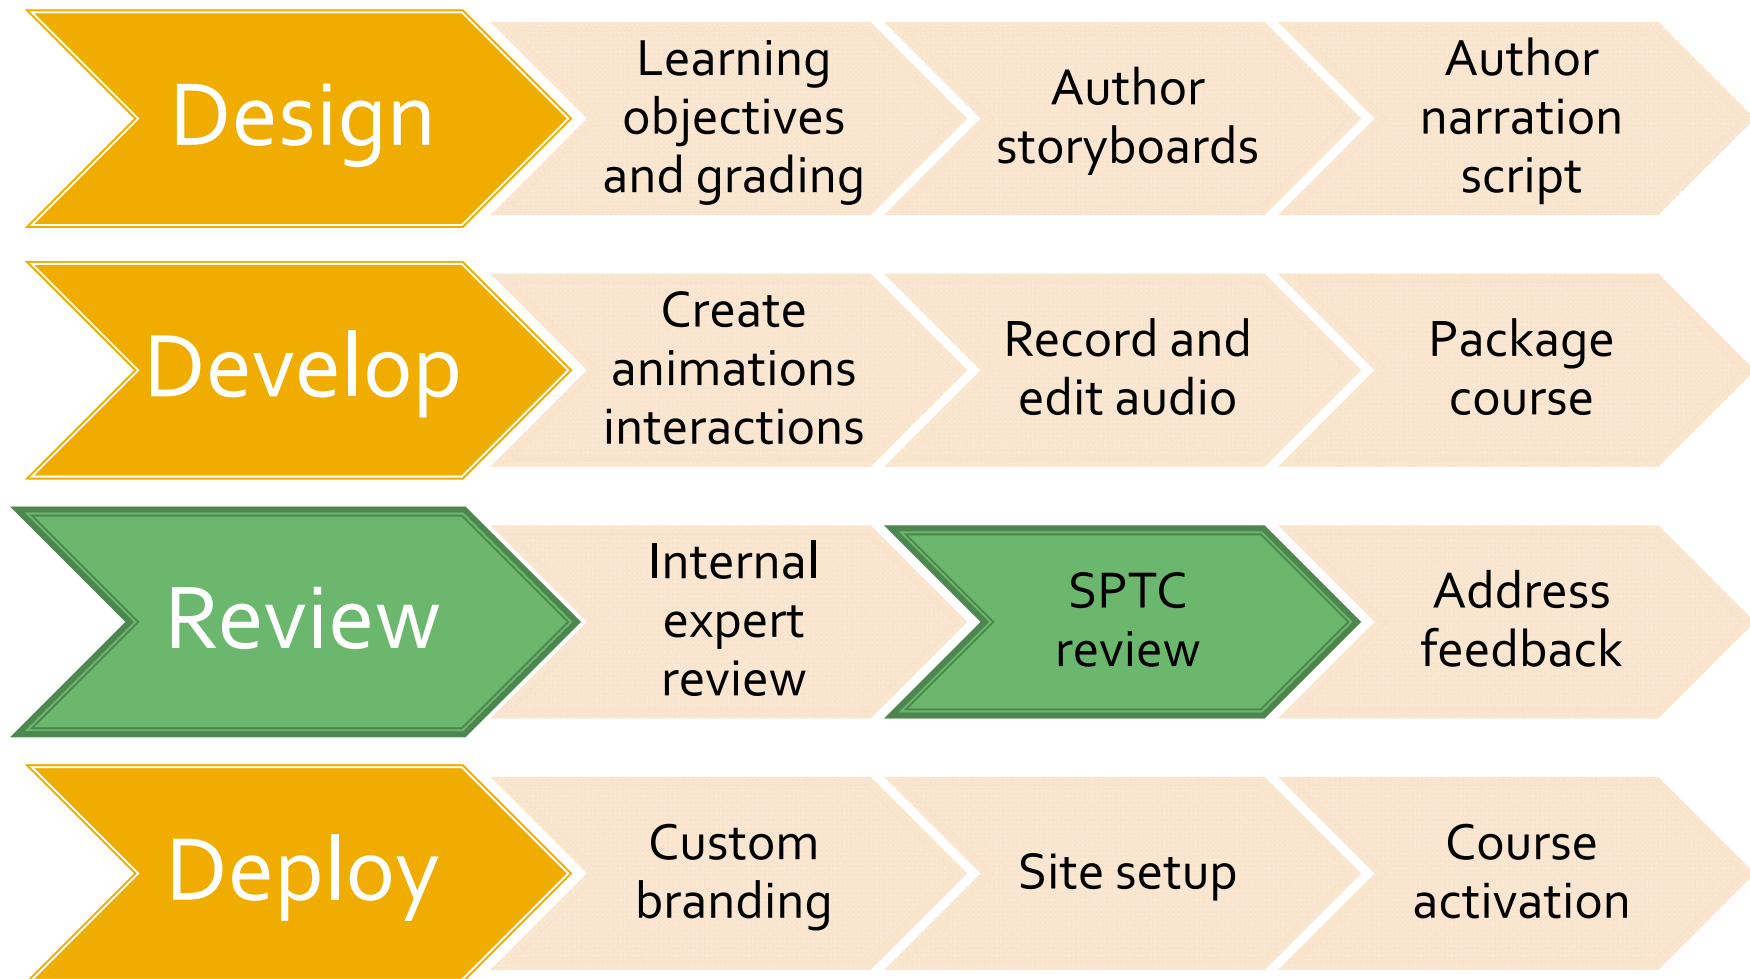 Design
Learning
objectives
and grading
Author
storyboards
Author
narration
script
Develop
Create
animations
interactions
Record and
edit audio
Package
course
Review
Internal
expert
review
SPTC
review
Address
feedback
Deploy
Custom
branding
Site setup
Course
activation